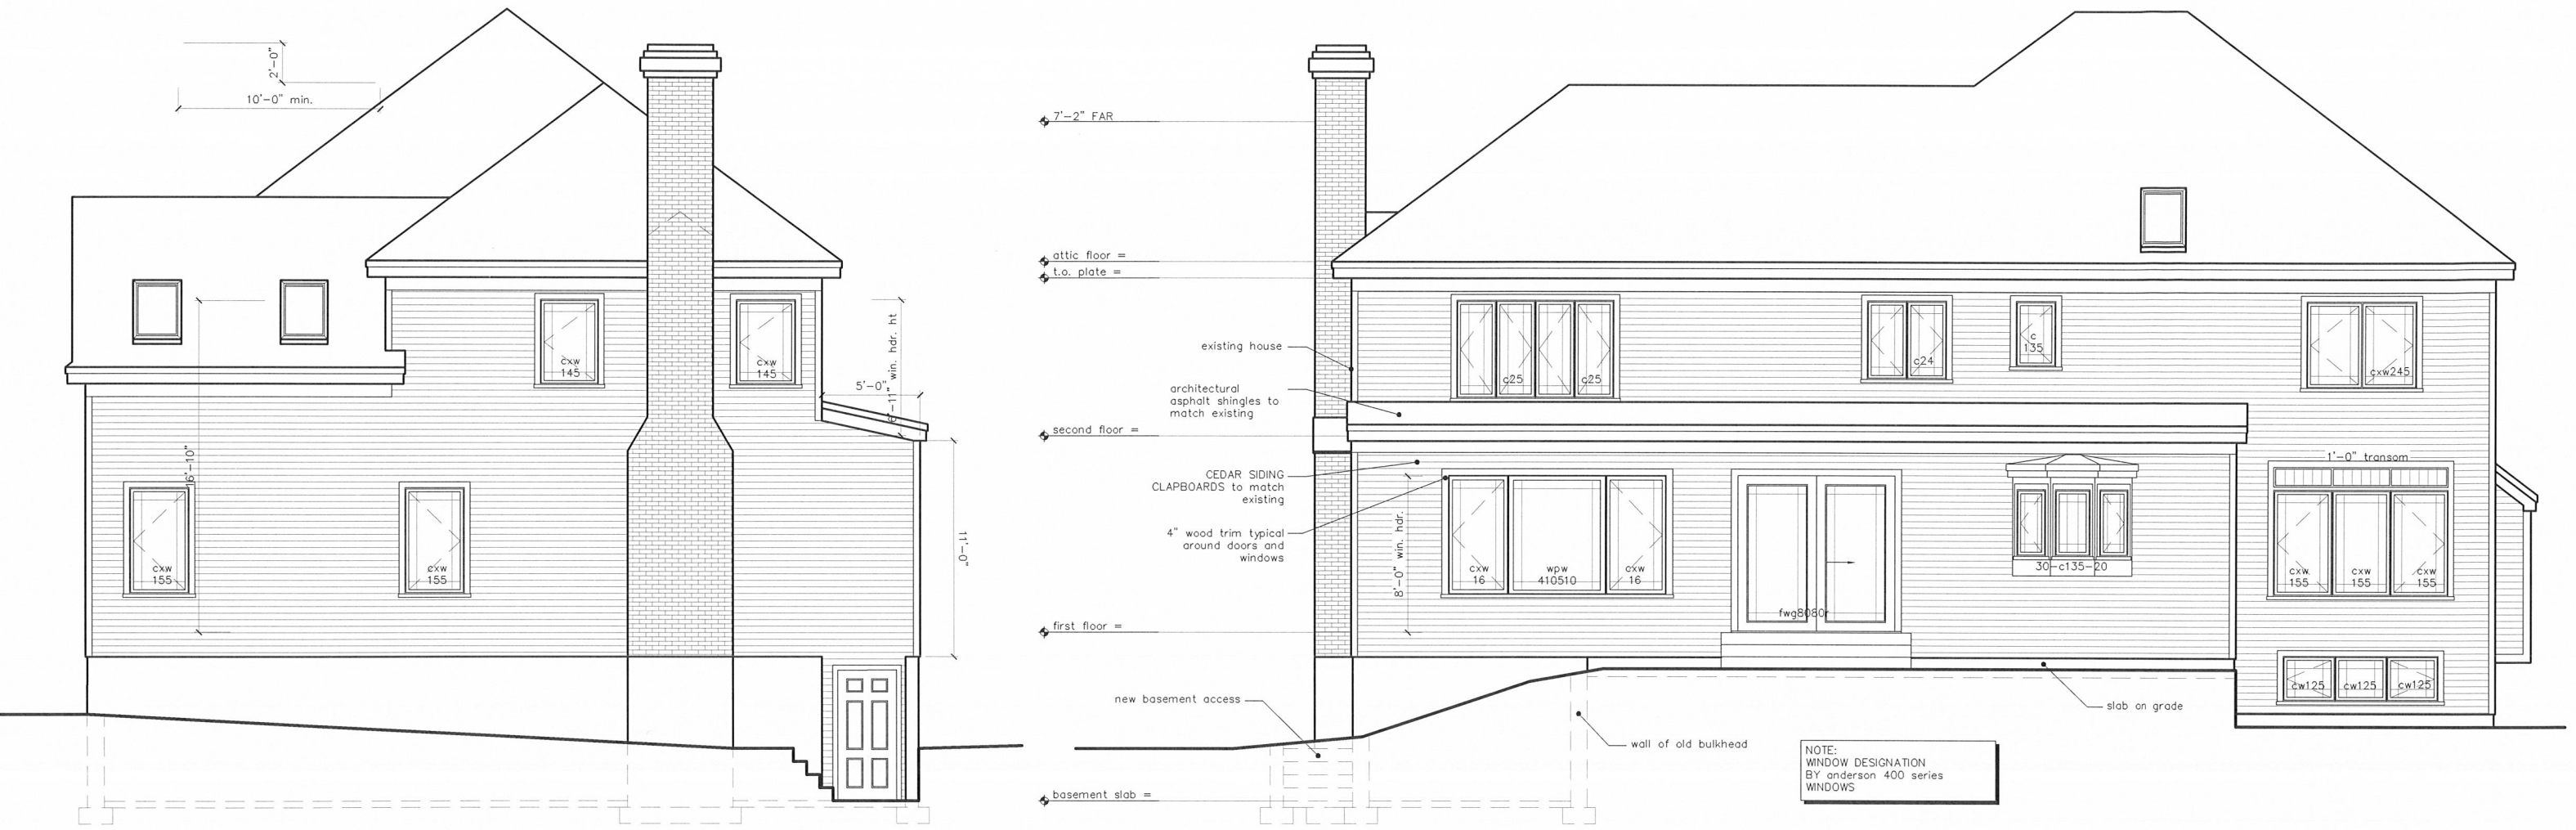 2'-0"
10'-0" min.
cxw
145
cxw
145
win. hdr. ht
5'-0"
16'-10"
cxw
155
cxw
155
11'-0"
7'-2" FAR
attic floor =
t.o. plate =
existing house
architectural
asphalt shingles to
match existing
second floor =
CEDAR SIDING
CLAPBOARDS to match
existing
4" wood trim typical
around doors and
windows
first floor =
new basement access
basement slab =
c25
c25
c24
c
135
cxw245
1'-0" transom
8'-0" win. hdr.
cxw
16
wpw
410510
cxw
16
fwg8080r
30-c135-20
cxw
155
cxw
155
cxw
155
cw125
cw125
cw125
slab on grade
wall of old bulkhead
NOTE:
WINDOW DESIGNATION
BY anderson 400 series
WINDOWS